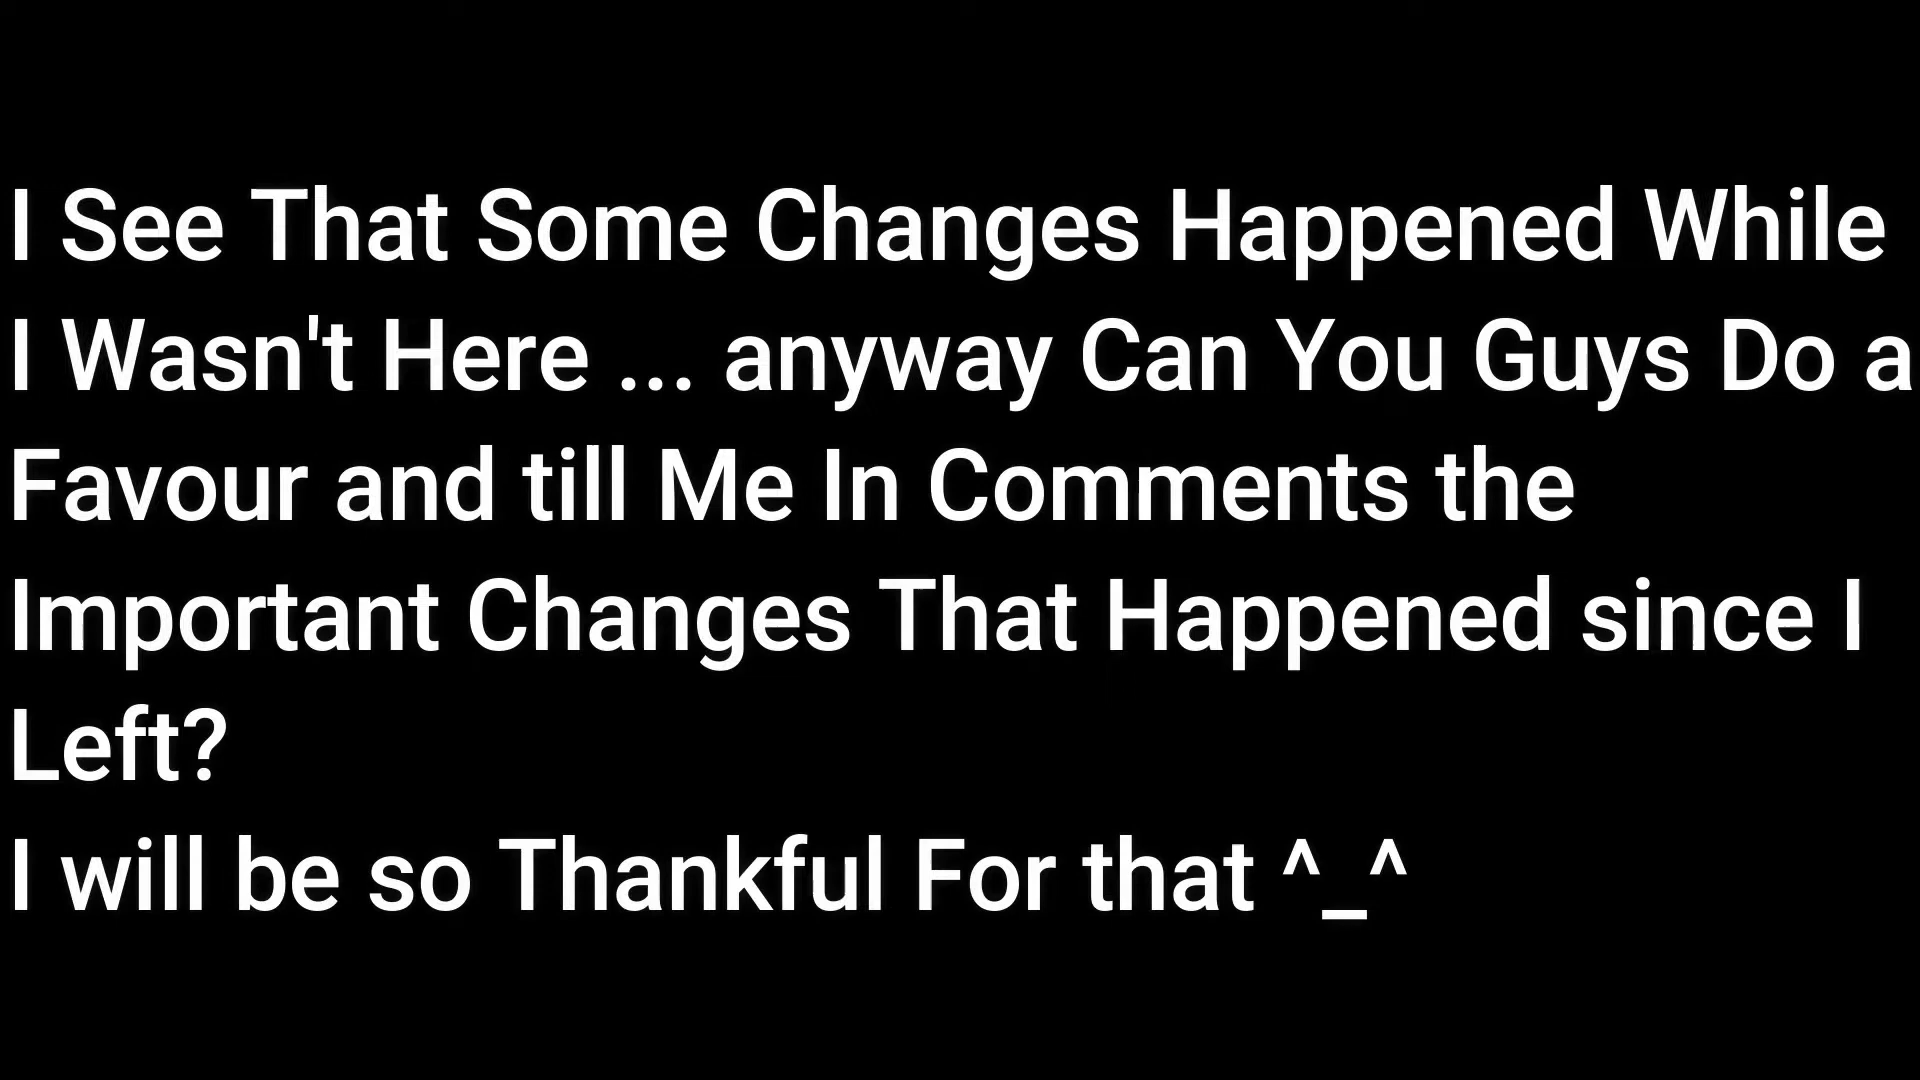 I See That Some Changes Happened While
I Wasn't Here ... anyway Can You Guys Do a
Favour and till Me In Comments the
Important Changes That Happened since I
Left?
I will be so Thankful For that ^_^